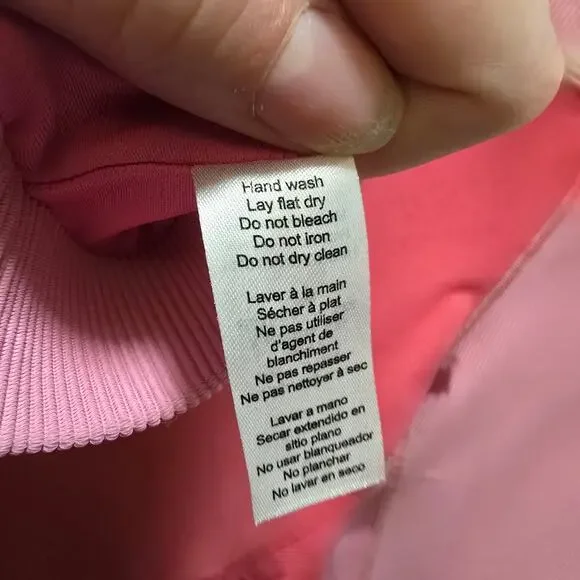 Hand wash
Lay flat dry
Do not bleach
Do not iron
Do not dry clean
Laver à la main
Sécher à plat
Ne pas utiliser
d'agent de
blanchiment
Ne pas repasser
Ne pas nettoyer à sec
Lavar a mano
Secar extendido en
sitio plano
No usar blanqueador
No planchar
No lavar en seco